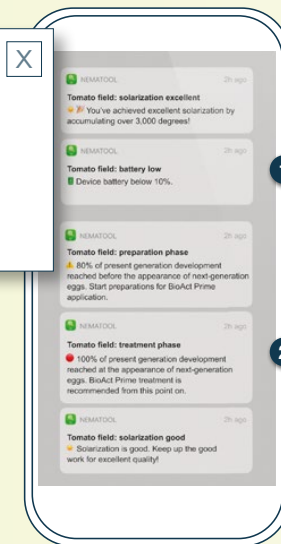 X
NEMATOOL 2h ago
Tomato field: solarization excellent
You've achieved excellent solarization by
accumulating over 3,000 degrees!
NEMATOOL 2h ago
Tomato field: battery low
Device battery below 10%.
1
NEMATOOL 2h ago
Tomato field: preparation phase
80% of present generation development
reached before the appearance of next-generation
eggs. Start preparations for BioAct Prime
application.
NEMATOOL 2h ago
Tomato field: treatment phase
100% of present generation development
reached at the appearance of next-generation
eggs. BioAct Prime treatment is
recommended from this point on.
2
NEMATOOL 2h ago
Tomato field: solarization good
Solarization is good. Keep up the good
work for excellent quality!